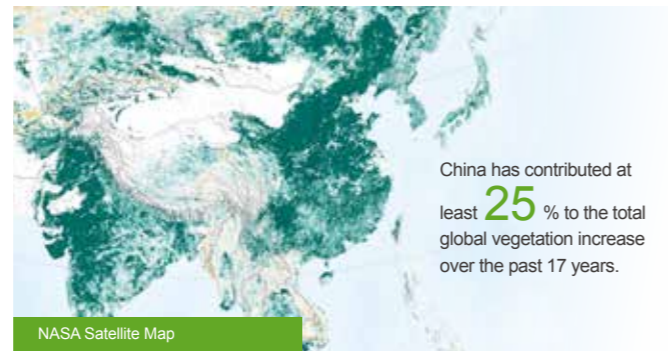 China has contributed at
least 25 % to the total
global vegetation increase
over the past 17 years.
NASA Satellite Map